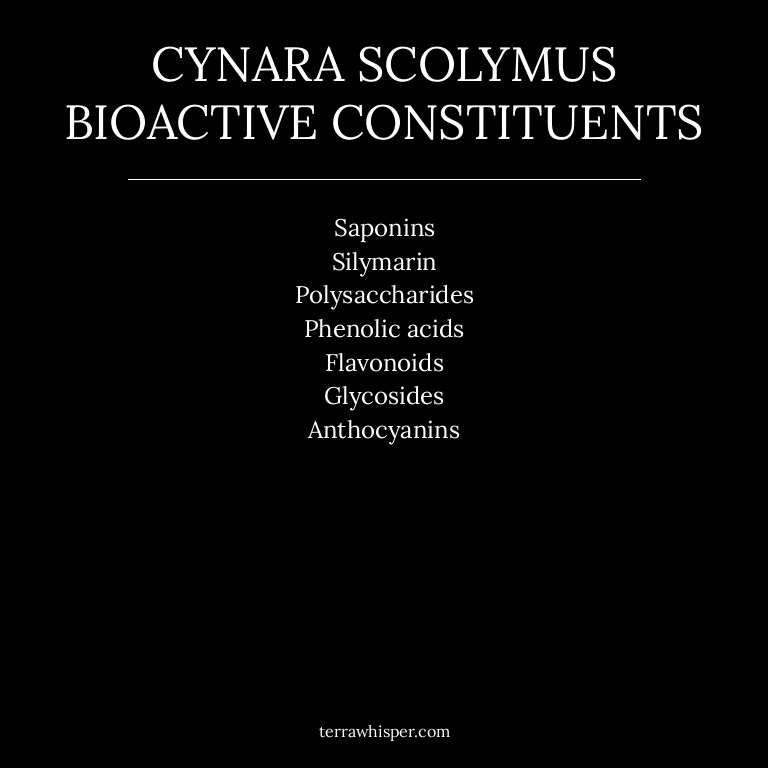 CYNARA SCOLYMUS
BIOACTIVE CONSTITUENTS
Saponins
Silymarin
Polysaccharides
Phenolic acids
Flavonoids
Glycosides
Anthocyanins
terrawhisper.com